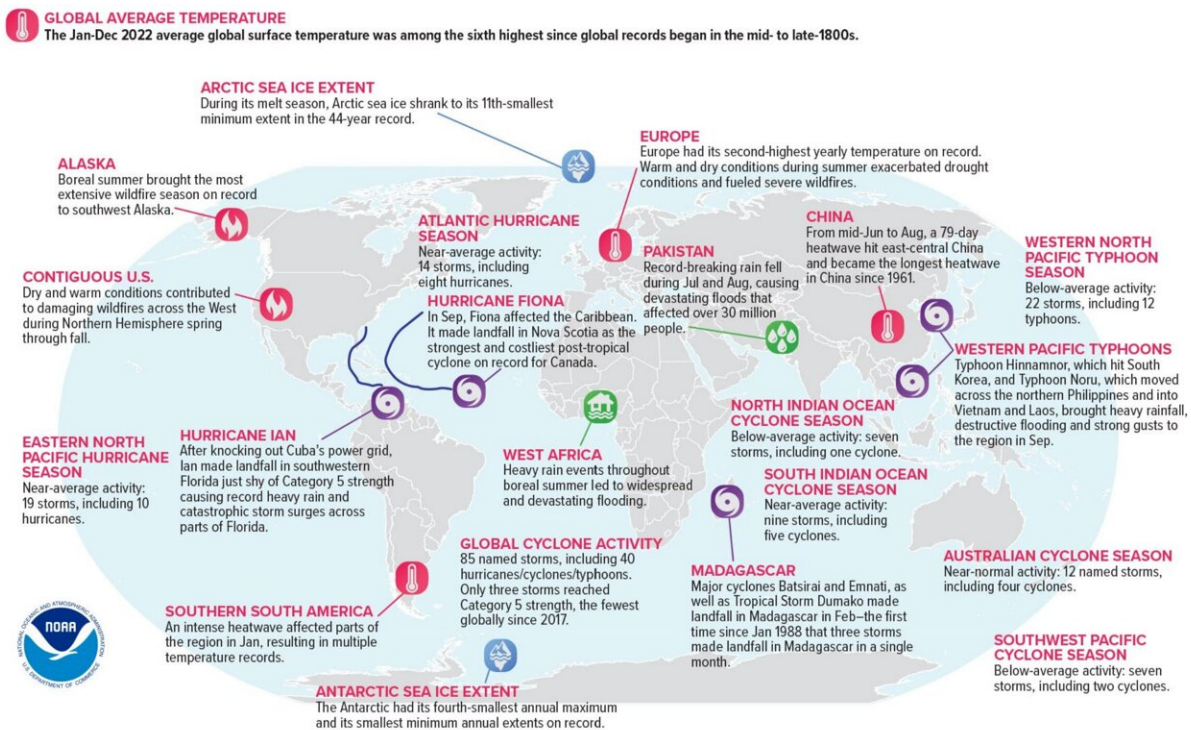 GLOBAL AVERAGE TEMPERATURE
The Jan-Dec 2022 average global surface temperature was among the sixth highest since global records began in the mid- to late-1800s.
ARCTIC SEA ICE EXTENT
During its melt season, Arctic sea ice shrank to its 11th-smallest
minimum extent in the 44-year record.
EUROPE
Europe had its second-highest yearly temperature on record.
Warm and dry conditions during summer exacerbated drought
conditions and fueled severe wildfires.
ALASKA
Boreal summer brought the most
extensive wildfire season on record
to southwest Alaska.
ATLANTIC HURRICANE
SEASON
Near-average activity:
14 storms, including
eight hurricanes.
CHINA
From mid-Jun to Aug, a 79-day
heatwave hit east-central China
and became the longest heatwave
in China since 1961.
PAKISTAN
Record-breaking rain fell
during Jul and Aug, causing
devastating floods that
affected over 30 million
people.
WESTERN NORTH
PACIFIC TYPHOON
SEASON
Below-average activity:
22 storms, including 12
typhoons.
CONTIGUOUS U.S.
Dry and warm conditions contributed
to damaging wildfires across the West
during Northern Hemisphere spring
through fall.
HURRICANE FIONA
In Sep, Fiona affected the Caribbean.
It made landfall in Nova Scotia as the
strongest and costliest post-tropical
cyclone on record for Canada.
WESTERN PACIFIC TYPHOONS
Typhoon Hinnamnor, which hit South
Korea, and Typhoon Noru, which moved
across the northern Philippines and into
Vietnam and Laos, brought heavy rainfall,
destructive flooding and strong gusts to
the region in Sep.
NORTH INDIAN OCEAN
CYCLONE SEASON
Below-average activity: seven
storms, including one cyclone.
EASTERN NORTH
PACIFIC HURRICANE
SEASON
Near-average activity:
19 storms, including 10
hurricanes.
HURRICANE IAN
After knocking out Cuba's power grid,
Ian made landfall in southwestern
Florida just shy of Category 5 strength
causing record heavy rain and
catastrophic storm surges across
parts of Florida.
WEST AFRICA
Heavy rain events throughout
boreal summer led to widespread
and devastating flooding.
SOUTH INDIAN OCEAN
CYCLONE SEASON
Near-average activity:
nine storms, including
five cyclones.
GLOBAL CYCLONE ACTIVITY
85 named storms, including 40
hurricanes/cyclones/typhoons.
Only three storms reached
Category 5 strength, the fewest
globally since 2017.
AUSTRALIAN CYCLONE SEASON
Near-normal activity: 12 named storms,
including four cyclones.
MADAGASCAR
Major cyclones Batsirai and Emnati, as
well as Tropical Storm Dumako made
landfall in Madagascar in Feb—the first
time since Jan 1988 that three storms
made landfall in Madagascar in a single
month.
SOUTHERN SOUTH AMERICA
An intense heatwave affected parts of
the region in Jan, resulting in multiple
temperature records.
SOUTHWEST PACIFIC
CYCLONE SEASON
Below-average activity: seven
storms, including two cyclones.
ANTARCTIC SEA ICE EXTENT
The Antarctic had its fourth-smallest annual maximum
and its smallest minimum annual extents on record.
NATIONAL OCEANIC AND ATMOSPHERIC ADMINISTRATION
NOAA
U.S. DEPARTMENT OF COMMERCE